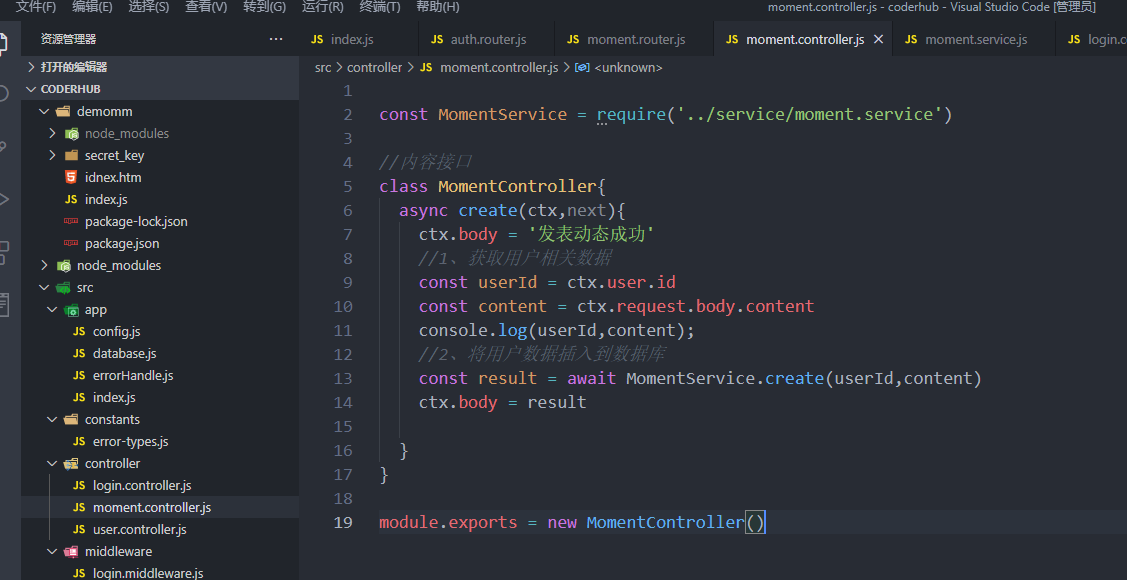 文件(F) 编辑(E) 选择(S) 查看(V) 转到(G) 运行(R) 终端(T) 帮助(H) moment.controller.js - coderhub - Visual Studio Code [管理员]
资源管理器 ···
打开的编辑器
CODERHUB
demomm
node_modules
secret_key
idnex.htm
JS index.js
package-lock.json
package.json
node_modules
src
app
JS config.js
JS database.js
JS errorHandle.js
JS index.js
constants
JS error-types.js
controller
JS login.controller.js
JS moment.controller.js
JS user.controller.js
middleware
JS login.middleware.js
JS index.js JS auth.router.js JS moment.router.js JS moment.controller.js × JS moment.service.js JS login.c
src > controller > JS moment.controller.js > <unknown>
1
2 const MomentService = require('../service/moment.service')
3
4 //内容接口
5 class MomentController{
6 async create(ctx,next){
7 ctx.body = '发表动态成功'
8 //1、获取用户相关数据
9 const userId = ctx.user.id
10 const content = ctx.request.body.content
11 console.log(userId,content);
12 //2、将用户数据插入到数据库
13 const result = await MomentService.create(userId,content)
14 ctx.body = result
15
16 }
17 }
18
19 module.exports = new MomentController()